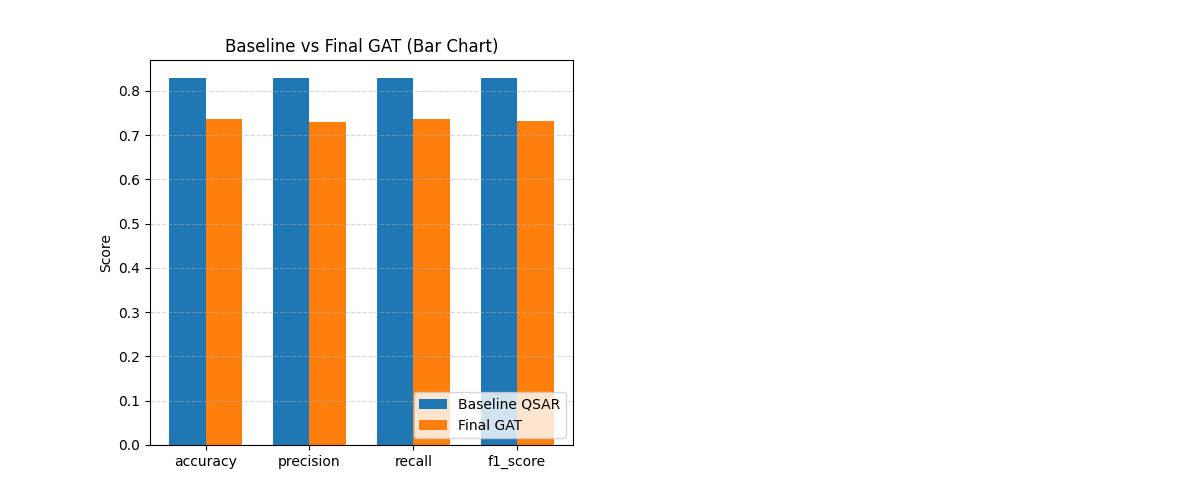 Baseline vs Final GAT (Bar Chart)
Score
0.8
0.7
0.6
0.5
0.4
0.3
0.2
0.1
0.0
accuracy precision recall f1_score
Baseline QSAR
Final GAT